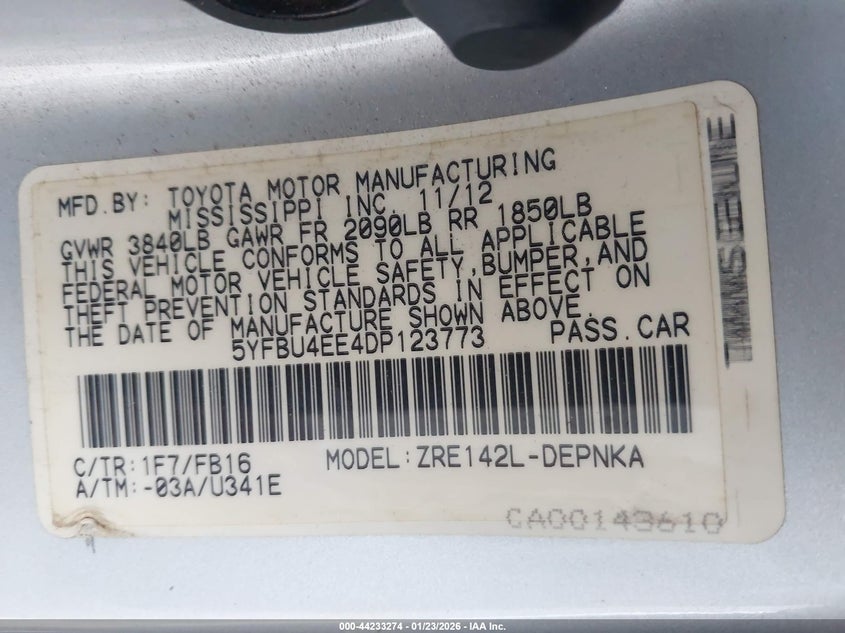 MFD.BY: TOYOTA MOTOR MANUFACTURING
MISSISSIPPI INC. 11/12
GVWR 3840LB GAWR FR 2090LB RR 1850LB
THIS VEHICLE CONFORMS TO ALL APPLICABLE
FEDERAL MOTOR VEHICLE SAFETY,BUMPER,AND
THEFT PREVENTION STANDARDS IN EFFECT ON
THE DATE OF MANUFACTURE SHOWN ABOVE.
5YFBU4EE4DP123773 PASS.CAR
C/TR:1F7/FB16 MODEL:ZRE142L-DEPNKA
A/TM:-03A/U341E
CA00143610
000-44233274 - 01/23/2026 - IAA Inc.